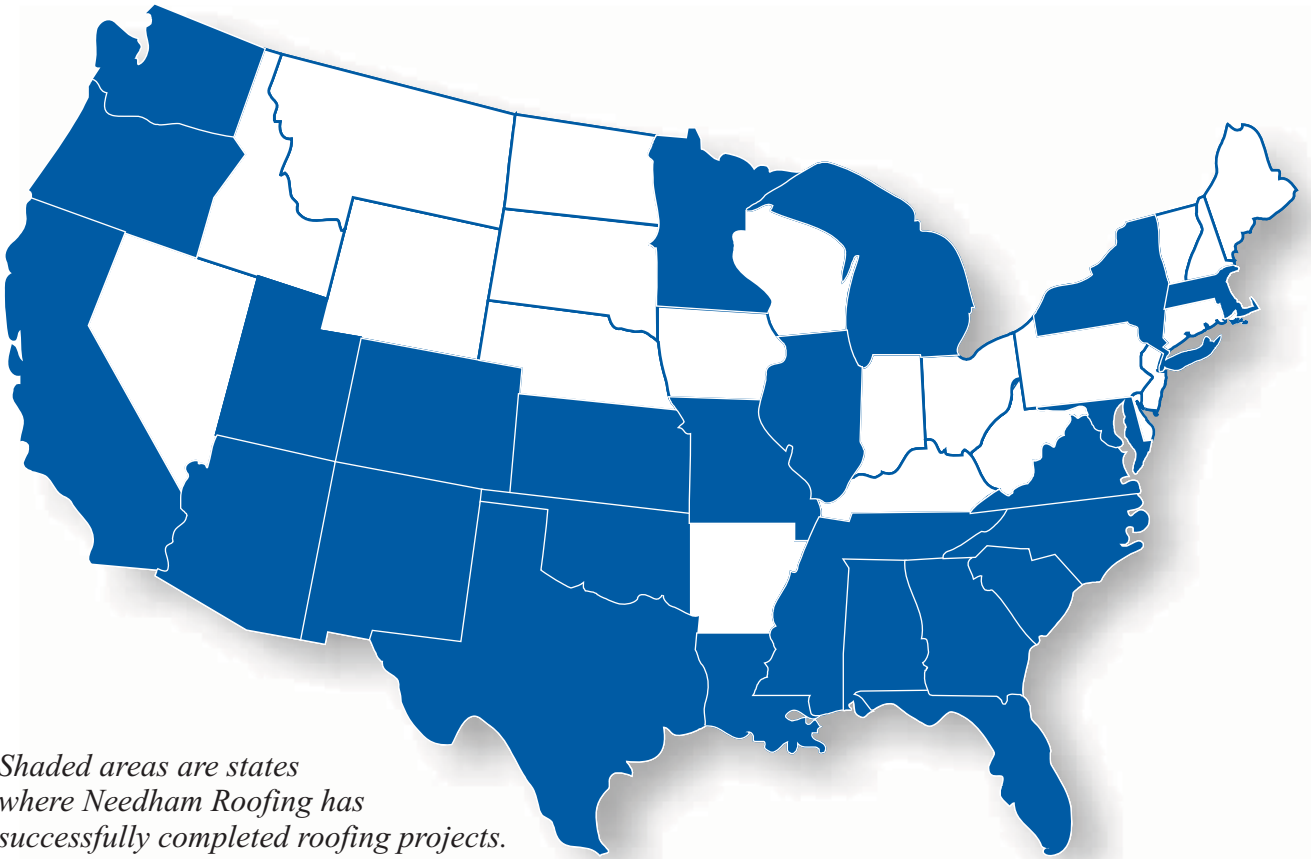 Shaded areas are states
where Needham Roofing has
successfully completed roofing projects.